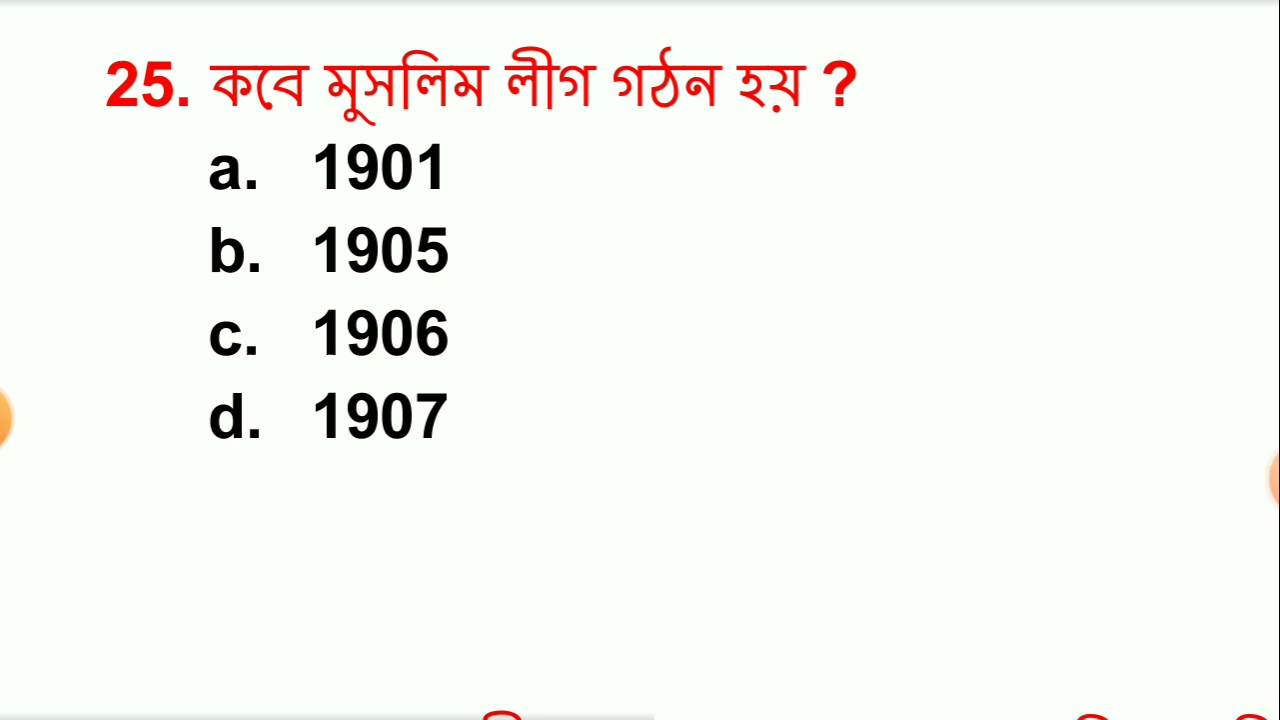 25. কবে মুসলিম লীগ গঠন হয় ?
a. 1901
b. 1905
c. 1906
d. 1907